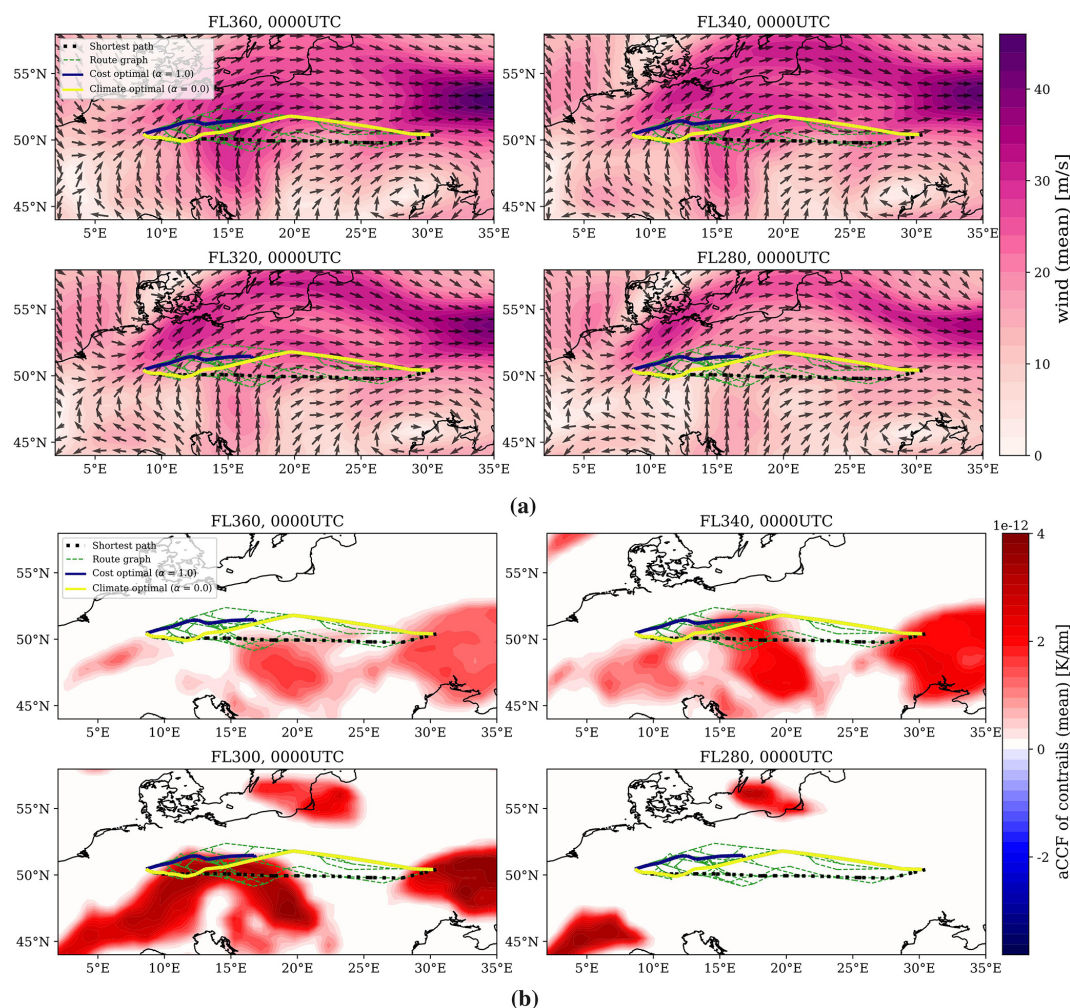 FL360, 0000UTC
FL340, 0000UTC
Shortest path
Route graph
Cost optimal (α = 1.0)
Climate optimal (α = 0.0)
55°N
50°N
45°N
5°E 10°E 15°E 20°E 25°E 30°E 35°E
55°N
50°N
45°N
5°E 10°E 15°E 20°E 25°E 30°E 35°E
FL320, 0000UTC
FL280, 0000UTC
55°N
50°N
45°N
5°E 10°E 15°E 20°E 25°E 30°E 35°E
55°N
50°N
45°N
5°E 10°E 15°E 20°E 25°E 30°E 35°E
40
30
20
10
0
wind (mean) [m/s]
(a)
FL360, 0000UTC
FL340, 0000UTC
Shortest path
Route graph
Cost optimal (α = 1.0)
Climate optimal (α = 0.0)
55°N
50°N
45°N
5°E 10°E 15°E 20°E 25°E 30°E 35°E
55°N
50°N
45°N
5°E 10°E 15°E 20°E 25°E 30°E 35°E
FL300, 0000UTC
FL280, 0000UTC
55°N
50°N
45°N
5°E 10°E 15°E 20°E 25°E 30°E 35°E
55°N
50°N
45°N
5°E 10°E 15°E 20°E 25°E 30°E 35°E
1e-12
4
2
0
-2
aCCF of contrails (mean) [K/km]
(b)